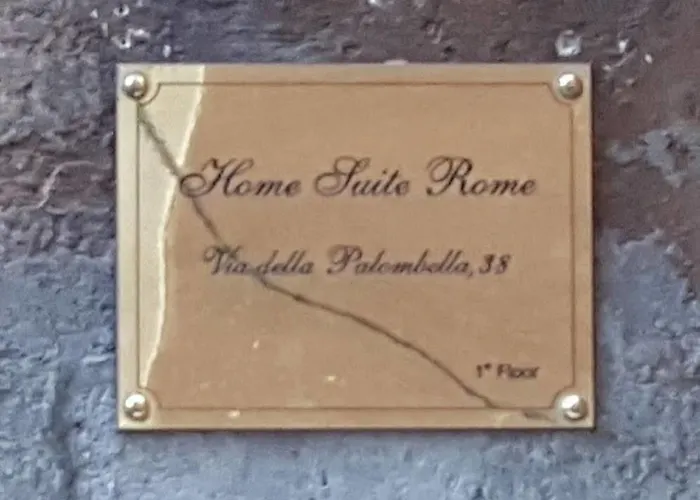 Home Suite Rome
Via della Palombella, 38
1° Floor